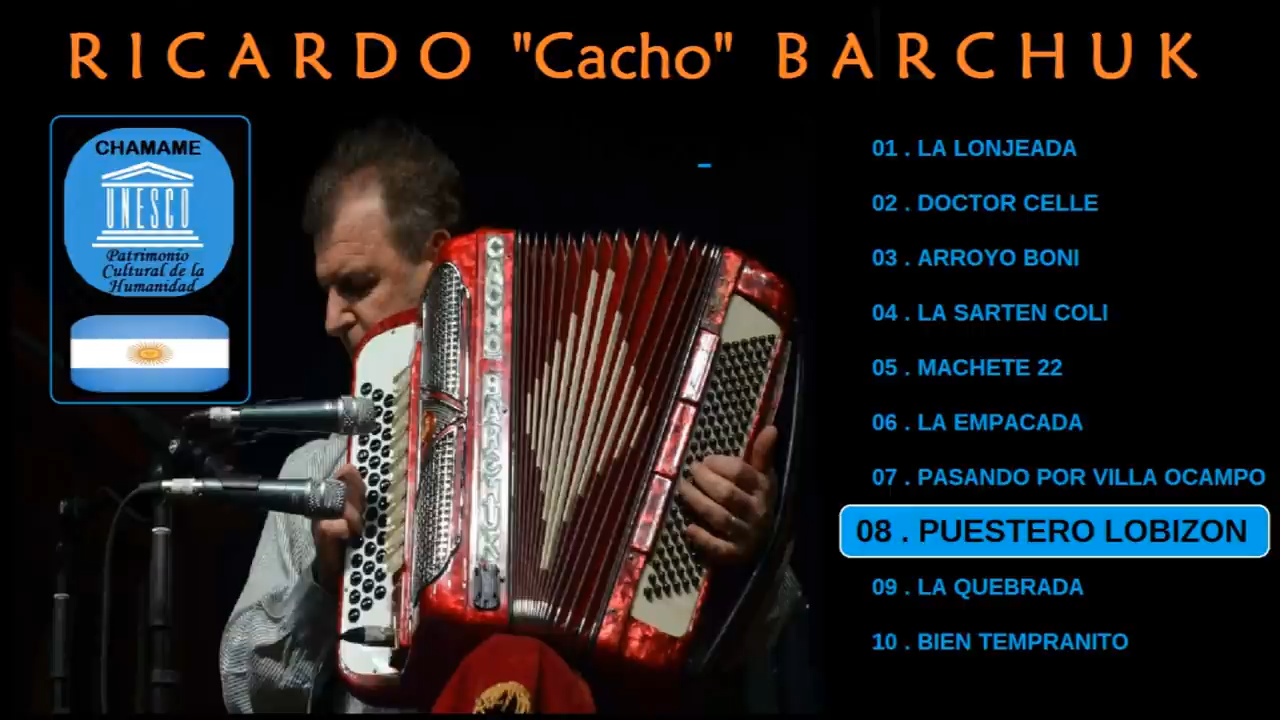 RICARDO "Cacho" BARCHUK
CHAMAME
UNESCO
Patrimonio
Cultural de la
Humanidad
CACHO BARCHUK
01 . LA LONJEADA
02 . DOCTOR CELLE
03 . ARROYO BONI
04 . LA SARTEN COLI
05 . MACHETE 22
06 . LA EMPACADA
07 . PASANDO POR VILLA OCAMPO
08 . PUESTERO LOBIZON
09 . LA QUEBRADA
10 . BIEN TEMPRANITO